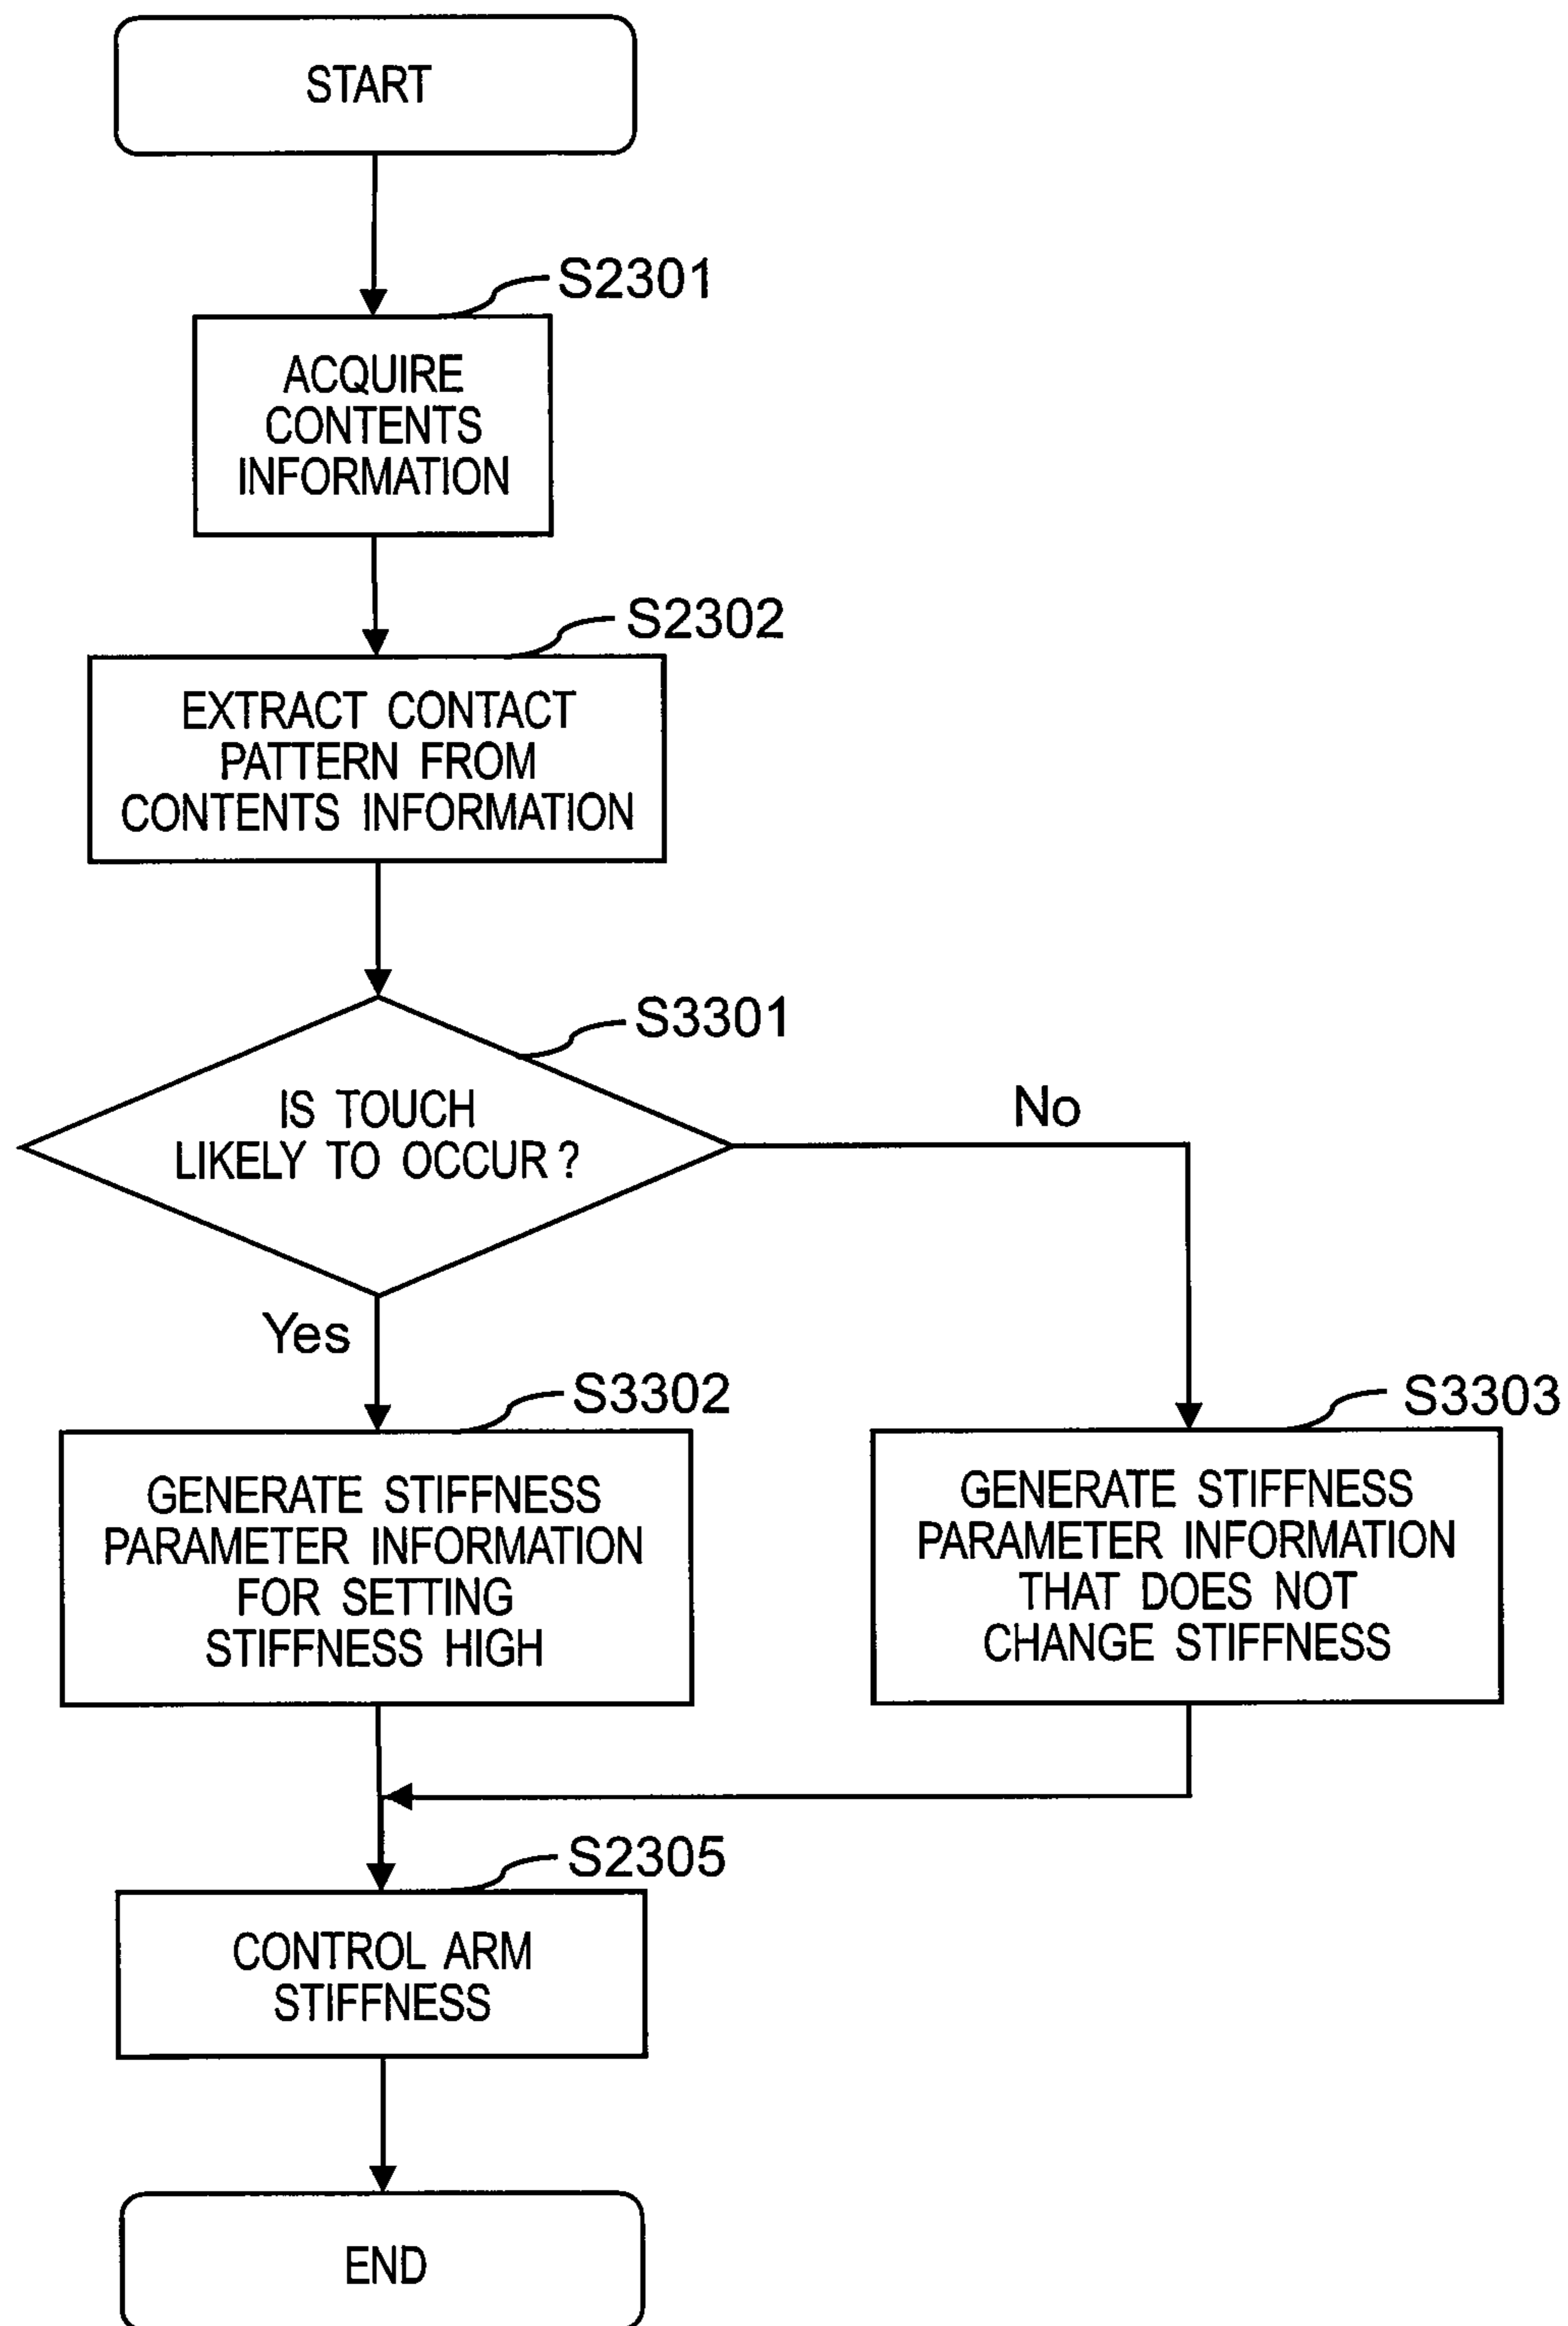 START
S2301
ACQUIRE
CONTENTS
INFORMATION
S2302
EXTRACT CONTACT
PATTERN FROM
CONTENTS INFORMATION
S3301
IS TOUCH
LIKELY TO OCCUR?
No
Yes
S3302
GENERATE STIFFNESS
PARAMETER INFORMATION
FOR SETTING
STIFFNESS HIGH
S3303
GENERATE STIFFNESS
PARAMETER INFORMATION
THAT DOES NOT
CHANGE STIFFNESS
S2305
CONTROL ARM
STIFFNESS
END